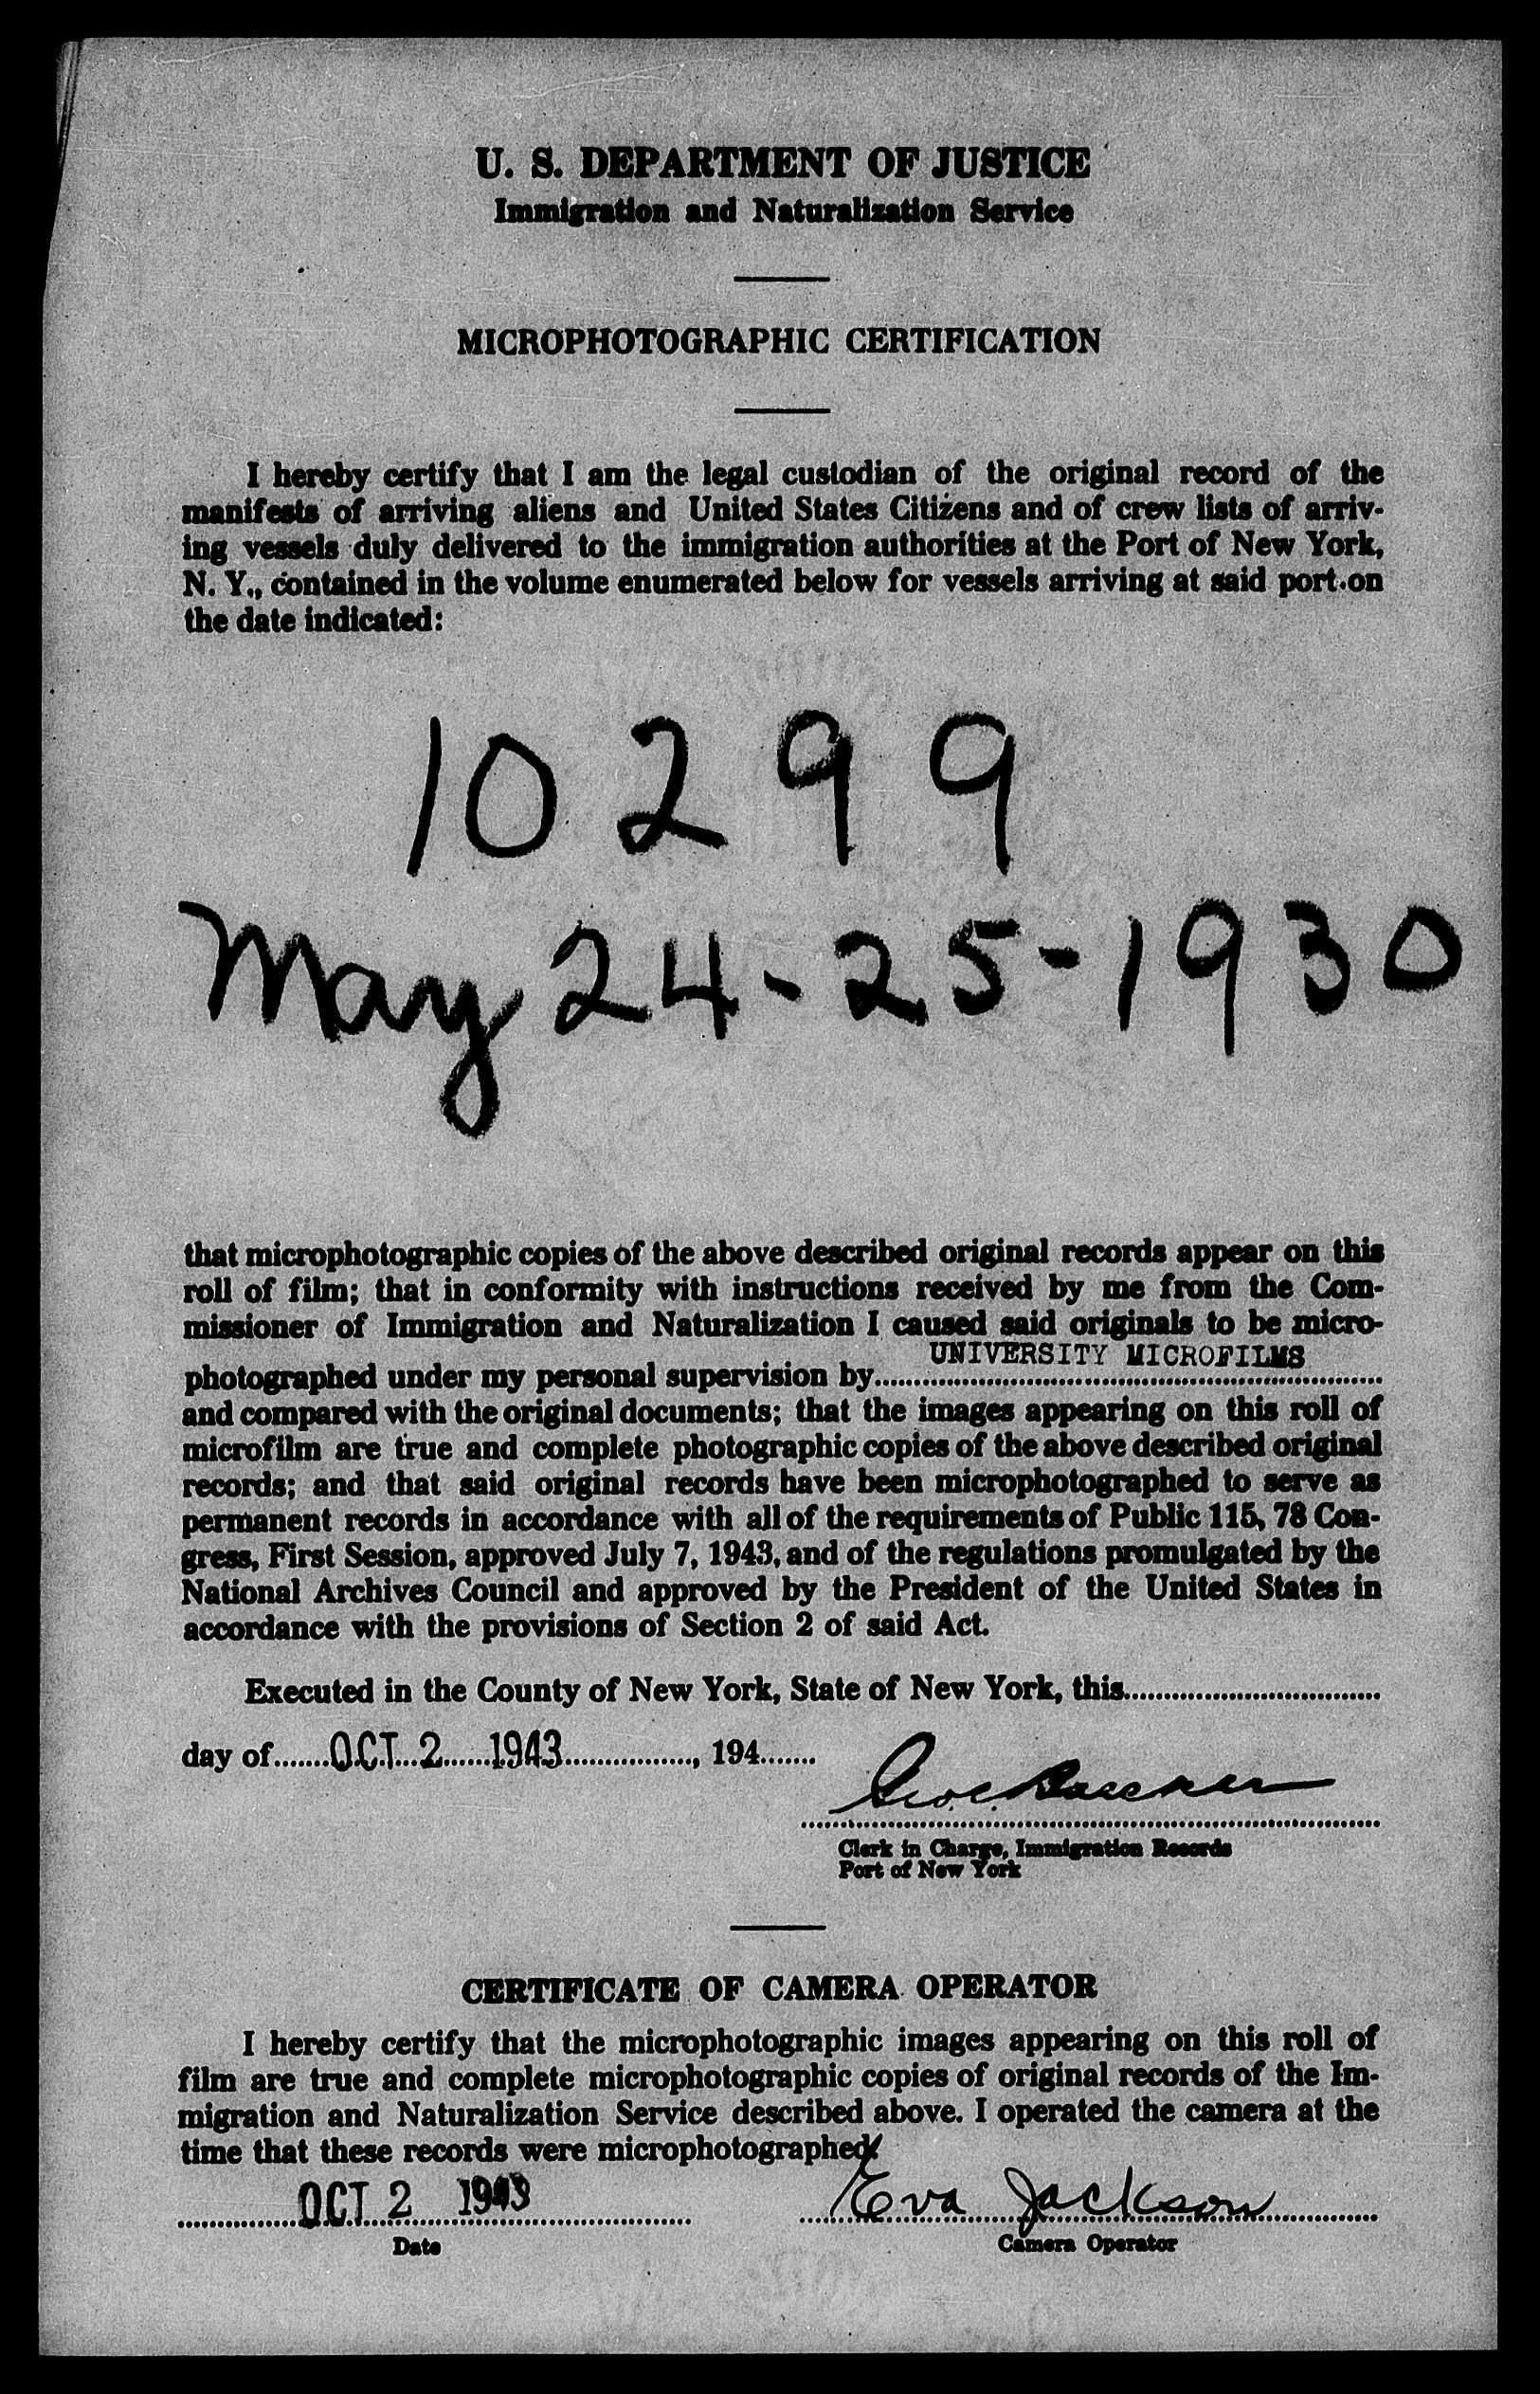 U. S. DEPARTMENT OF JUSTICE
Immigration and Naturalization Service
MICROPHOTOGRAPHIC CERTIFICATION
I hereby certify that I am the legal custodian of the original record of the
manifests of arriving aliens and United States Citizens and of crew lists of arriv-
ing vessels duly delivered to the immigration authorities at the Port of New York,
N. Y., contained in the volume enumerated below for vessels arriving at said port on
the date indicated:
10299
May 24-25-1930
that microphotographic copies of the above described original records appear on this
roll of film; that in conformity with instructions received by me from the Com-
missioner of Immigration and Naturalization I caused said originals to be micro-
photographed under my personal supervision by UNIVERSITY MICROFILMS
and compared with the original documents; that the images appearing on this roll of
microfilm are true and complete photographic copies of the above described original
records; and that said original records have been microphotographed to serve as
permanent records in accordance with all of the requirements of Public 115, 78 Con-
gress, First Session, approved July 7, 1943, and of the regulations promulgated by the
National Archives Council and approved by the President of the United States in
accordance with the provisions of Section 2 of said Act.
Executed in the County of New York, State of New York, this
day of OCT 2 1943, 194
Clerk in Charge, Immigration Records
Port of New York
CERTIFICATE OF CAMERA OPERATOR
I hereby certify that the microphotographic images appearing on this roll of
film are true and complete microphotographic copies of original records of the Im-
migration and Naturalization Service described above. I operated the camera at the
time that these records were microphotographed.
OCT 2 1943 Eva Jackson
Date Camera Operator